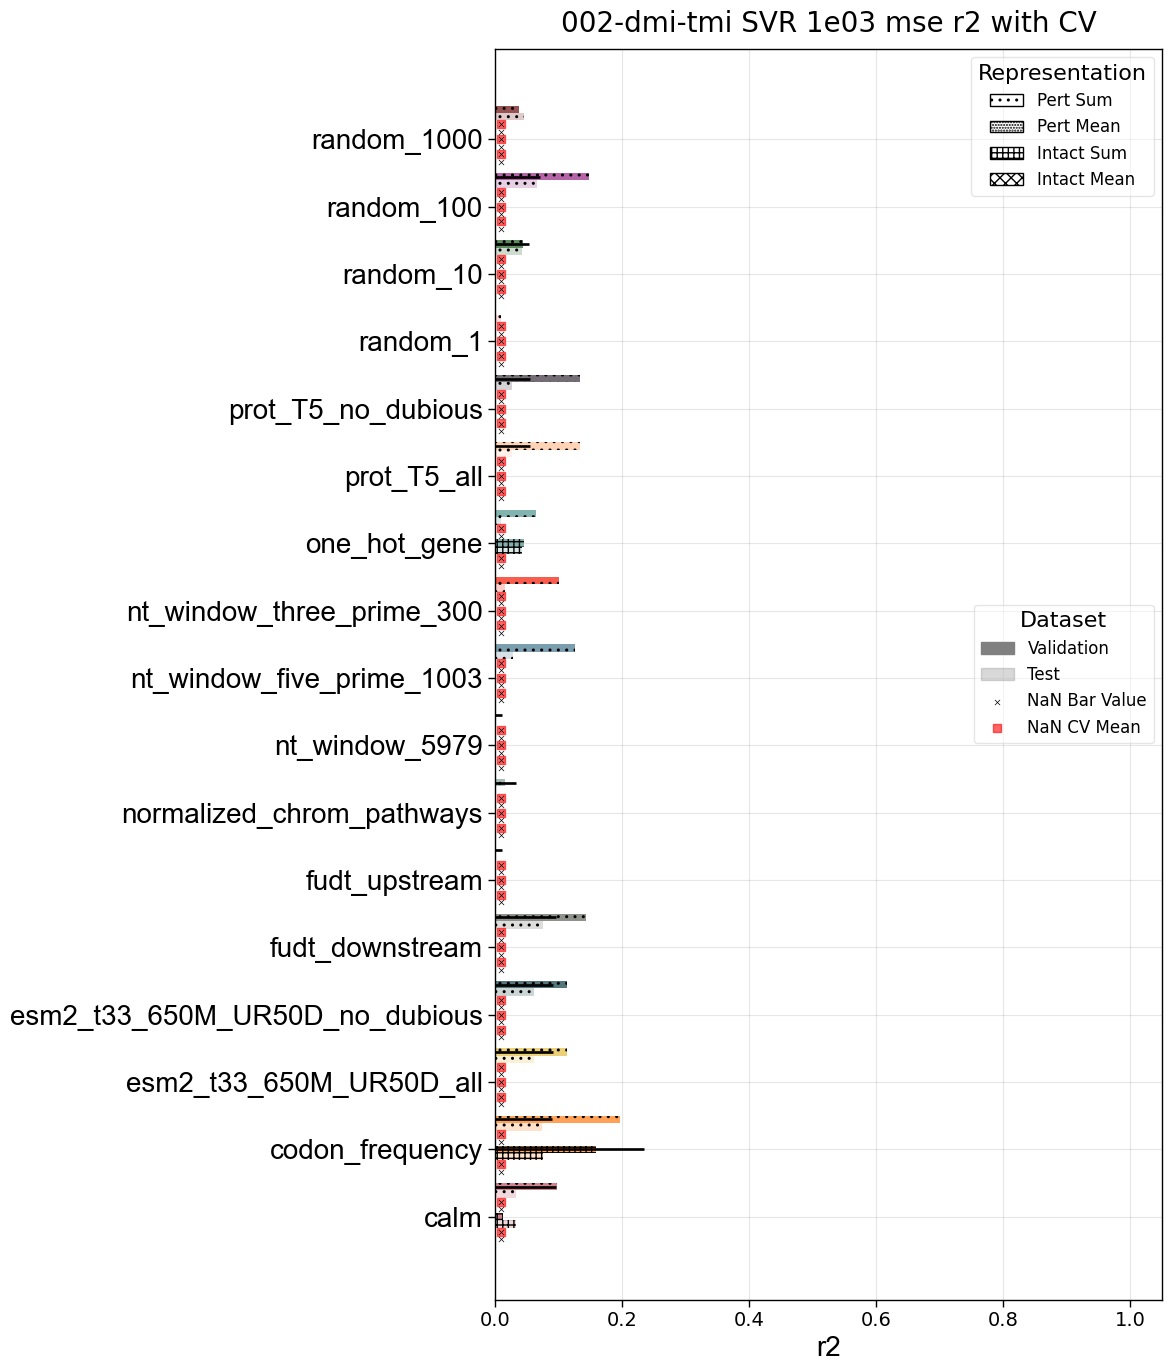 002-dmi-tmi SVR 1e03 mse r2 with CV
Representation
Pert Sum
Pert Mean
Intact Sum
Intact Mean
random_1000
random_100
random_10
random_1
prot_T5_no_dubious
prot_T5_all
one_hot_gene
nt_window_three_prime_300
nt_window_five_prime_1003
nt_window_5979
normalized_chrom_pathways
fudt_upstream
fudt_downstream
esm2_t33_650M_UR50D_no_dubious
esm2_t33_650M_UR50D_all
codon_frequency
calm
Dataset
Validation
Test
NaN Bar Value
NaN CV Mean
0.0 0.2 0.4 0.6 0.8 1.0
r2